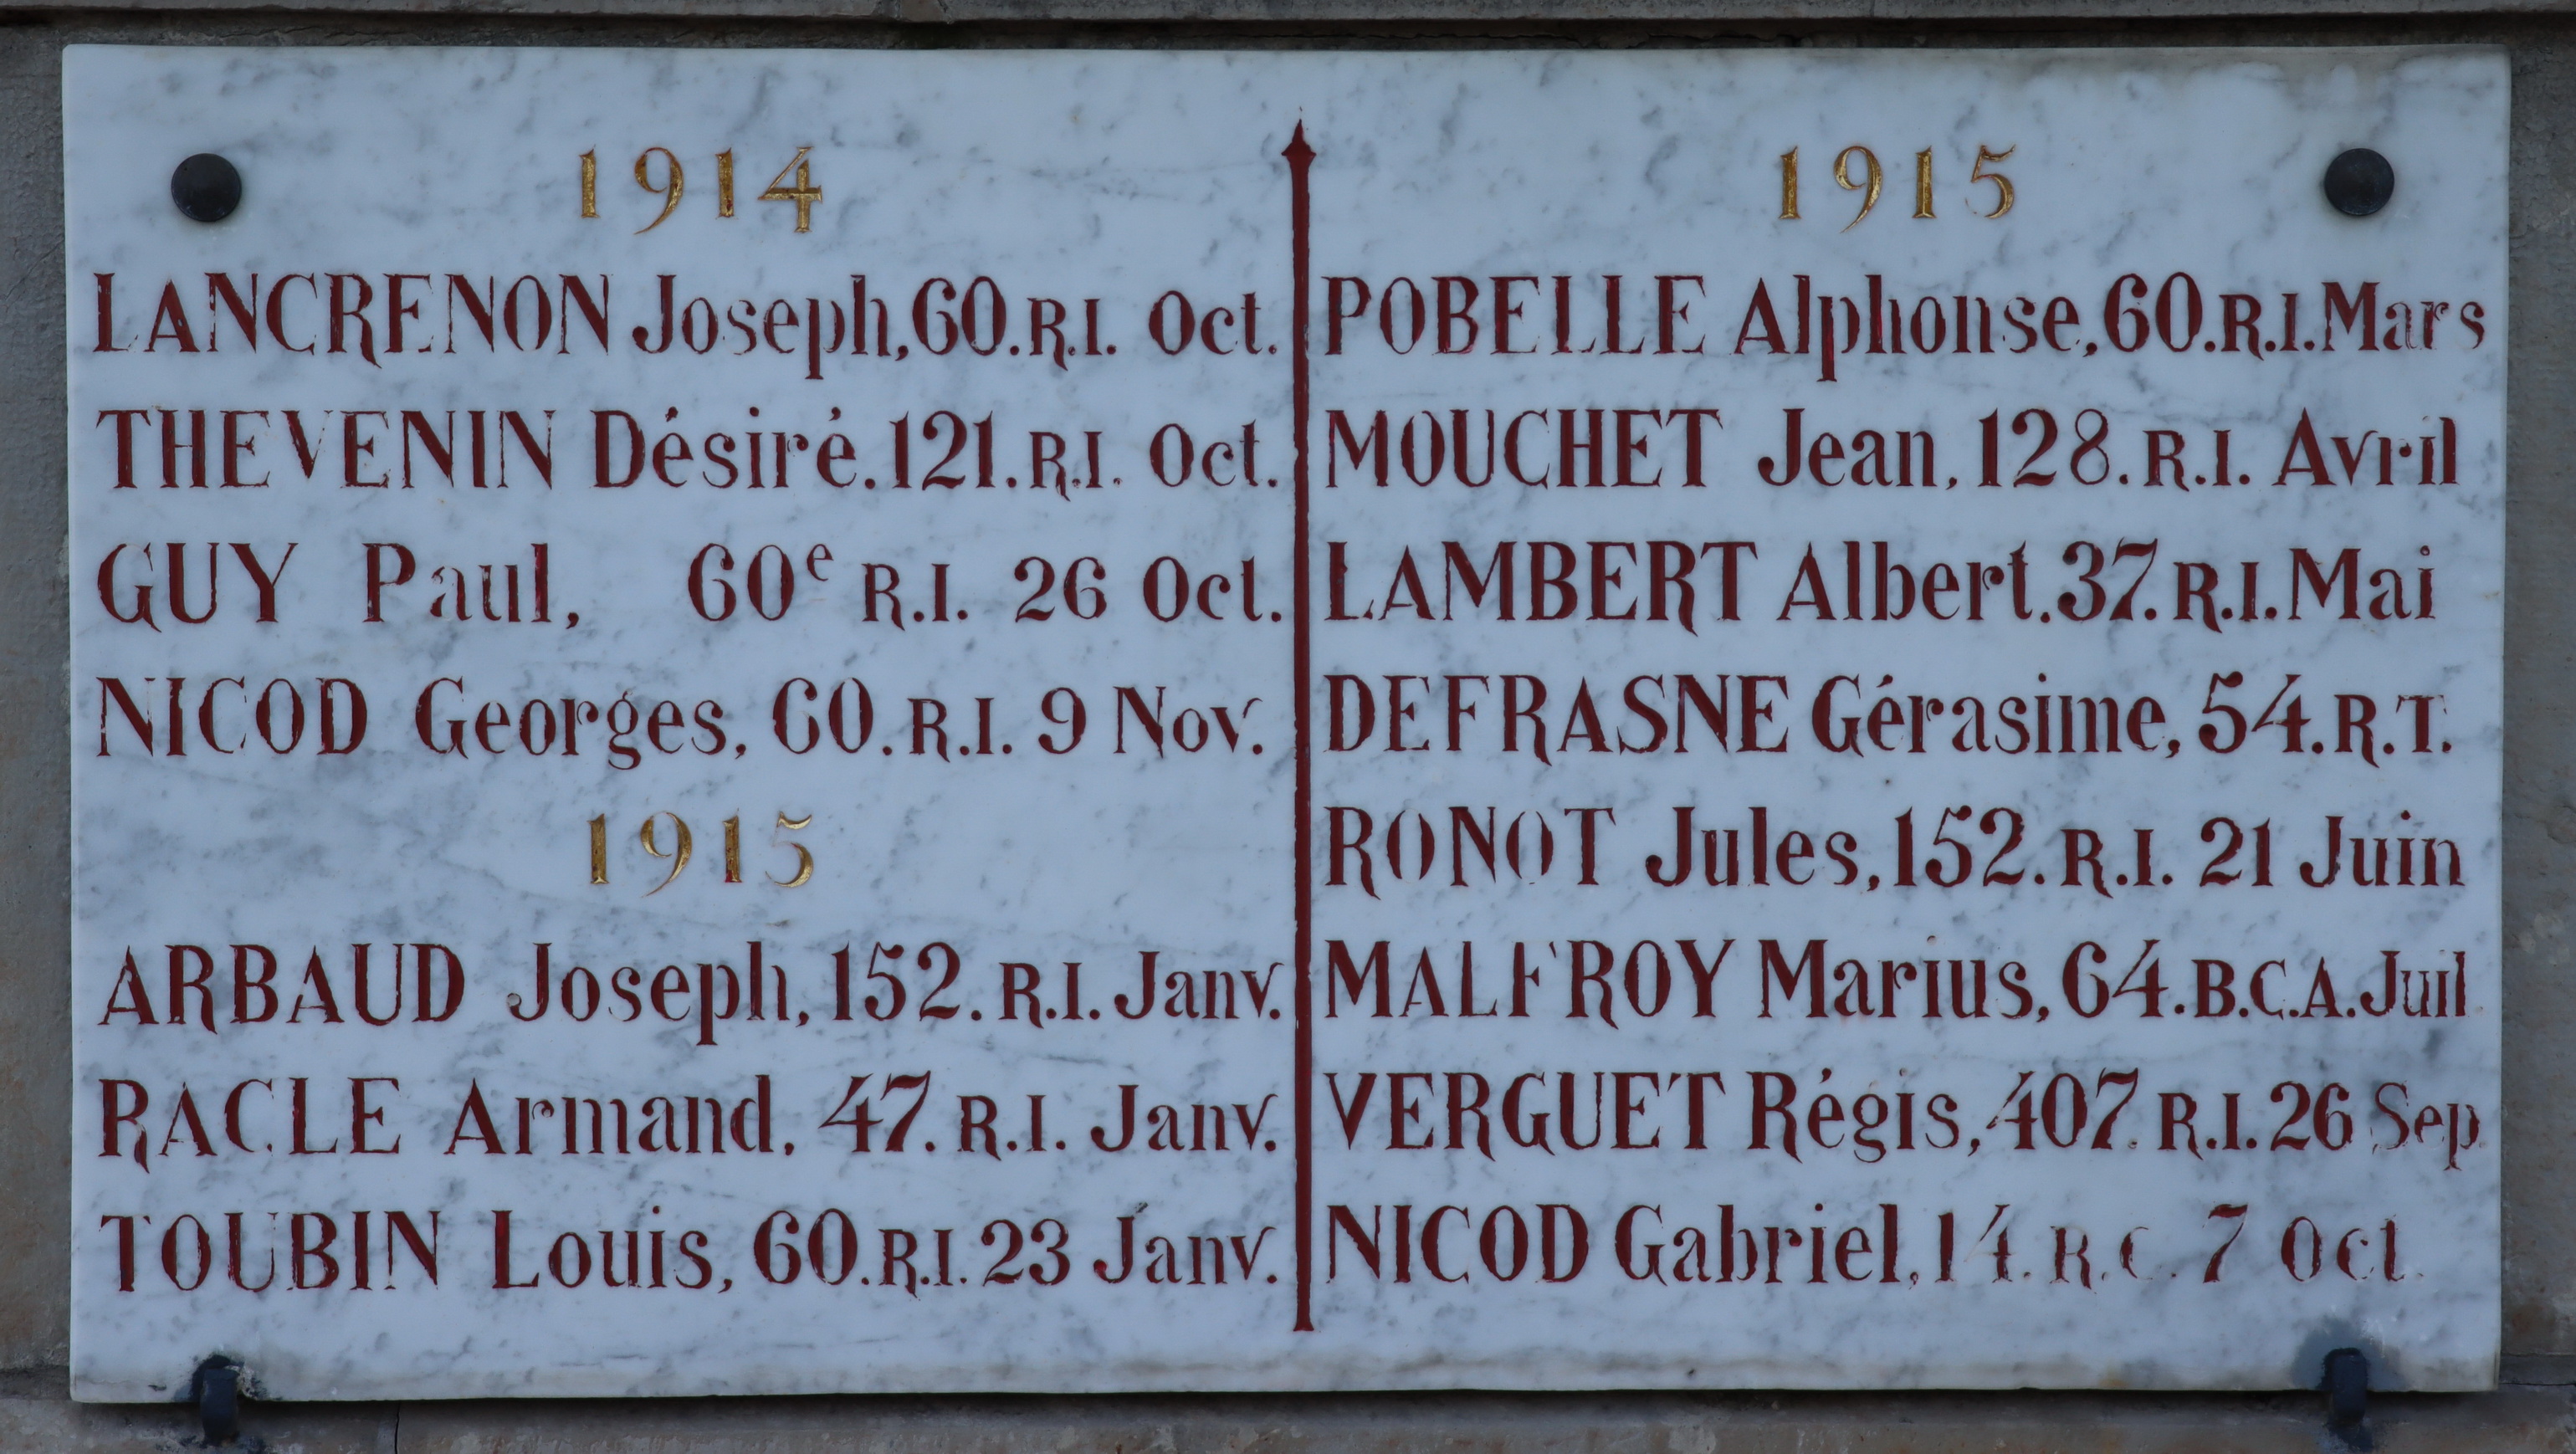 1914
LANCRENON Joseph, 60. R.I. Oct.
THEVENIN Désiré. 121. R.I. Oct.
GUY Paul, 60e R.I. 26 Oct.
NICOD Georges, 60. R.I. 9 Nov.
1915
ARBAUD Joseph, 152. R.I. Janv.
RACLE Armand, 47. R.I. Janv.
TOUBIN Louis, 60. R.I. 23 Janv.
1915
POBELLE Alphonse, 60. R.I. Mars
MOUCHET Jean, 128. R.I. Avril
LAMBERT Albert. 37. R.I. Mai
DEFRASNE Gérasime, 54. R.T.
RONOT Jules, 152. R.I. 21 Juin
MALFROY Marius, 64. B.C.A. Juil
VERGUET Régis, 407. R.I. 26 Sep.
NICOD Gabriel, 14. R.C. 7 Oct.